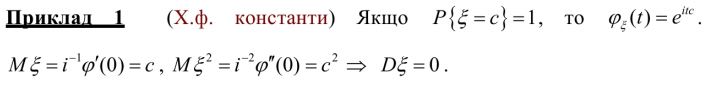 Приклад 1 (Х.ф. константи) Якщо P{ξ = c} = 1, то φ_ξ(t) = e^{itc}.
Mξ = i^{-1}φ′(0) = c, Mξ² = i^{-2}φ″(0) = c² ⇒ Dξ = 0.